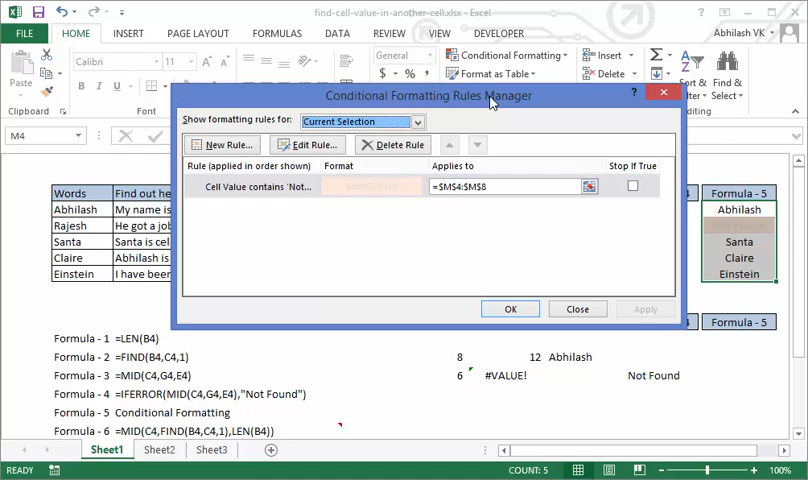 find-cell-value-in-another-cell.xlsx - Excel
FILE HOME INSERT PAGE LAYOUT FORMULAS DATA REVIEW VIEW DEVELOPER Abhilash VK
Calibri 11 General Conditional Formatting Insert
Paste B I U $ % , Format as Table Delete Sort & Find &
Filter Select
Editing
Conditional Formatting Rules Manager
Show formatting rules for: Current Selection
M4
New Rule... Edit Rule... Delete Rule
Rule (applied in order shown) Format Applies to Stop If True
Cell Value contains 'Not... =$M$4:$M$8
OK Close Apply
Words Find out he 4 Formula - 5
Abhilash My name is Abhilash
Rajesh He got a job Not Found
Santa Santa is cel Santa
Claire Abhilash is Claire
Einstein I have been Einstein
4 Formula - 5
Formula - 1 =LEN(B4)
Formula - 2 =FIND(B4,C4,1) 8 12 Abhilash
Formula - 3 =MID(C4,G4,E4) 6 #VALUE! Not Found
Formula - 4 =IFERROR(MID(C4,G4,E4),"Not Found")
Formula - 5 Conditional Formatting
Formula - 6 =MID(C4,FIND(B4,C4,1),LEN(B4))
Sheet1 Sheet2 Sheet3
READY COUNT: 5 100%